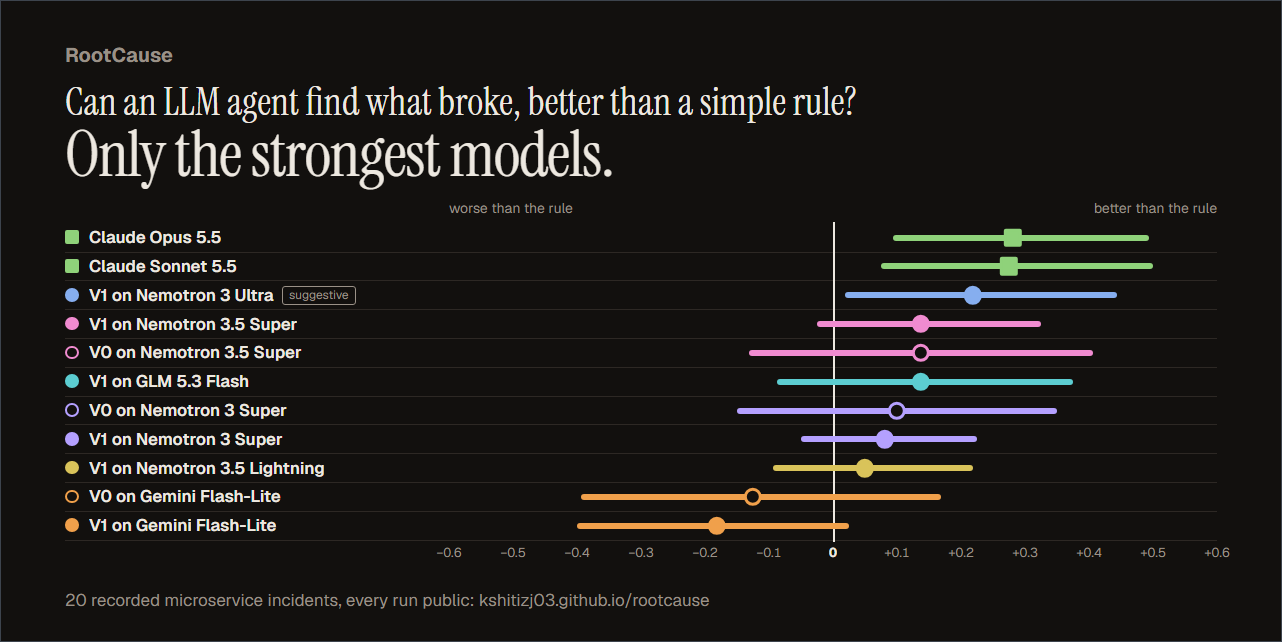 RootCause
Can an LLM agent find what broke, better than a simple rule?
Only the strongest models.
worse than the rule
better than the rule
Claude Opus 5.5
Claude Sonnet 5.5
V1 on Nemotron 3 Ultra suggestive
V1 on Nemotron 3.5 Super
V0 on Nemotron 3.5 Super
V1 on GLM 5.3 Flash
V0 on Nemotron 3 Super
V1 on Nemotron 3 Super
V1 on Nemotron 3.5 Lightning
V0 on Gemini Flash-Lite
V1 on Gemini Flash-Lite
−0.6 −0.5 −0.4 −0.3 −0.2 −0.1 0 +0.1 +0.2 +0.3 +0.4 +0.5 +0.6
20 recorded microservice incidents, every run public: kshitizj03.github.io/rootcause